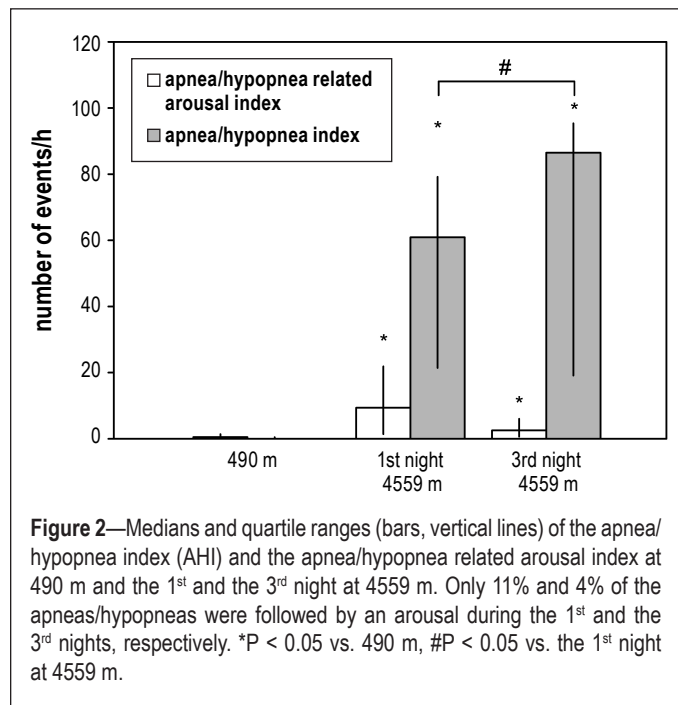 120
100
80
60
40
20
0
number of events/h
apnea/hypopnea related
arousal index
apnea/hypopnea index
#
*
*
*
*
490 m
1st night
4559 m
3rd night
4559 m
Figure 2—Medians and quartile ranges (bars, vertical lines) of the apnea/
hypopnea index (AHI) and the apnea/hypopnea related arousal index at
490 m and the 1st and the 3rd night at 4559 m. Only 11% and 4% of the
apneas/hypopneas were followed by an arousal during the 1st and the
3rd nights, respectively. *P < 0.05 vs. 490 m, #P < 0.05 vs. the 1st night
at 4559 m.